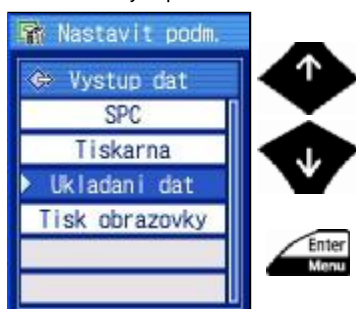 Nastavit podm.
Vystup dat
SPC
Tiskarna
Ukladani dat
Tisk obrazovky
Enter
Menu